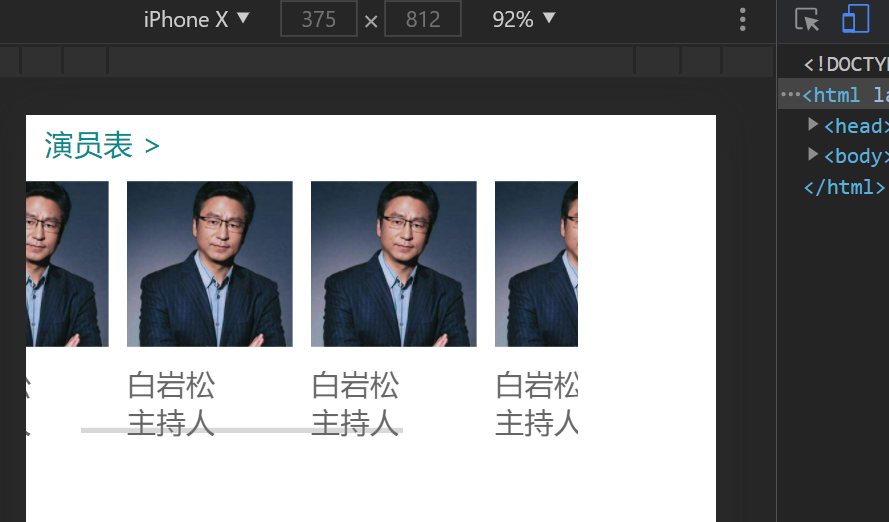 iPhone X ▼ 375 × 812 92% ▼
<!DOCTY
···<html la
▶<head>
▶<body>
</html>
演员表 >
白岩松 白岩松 白岩松
主持人 主持人 主持人